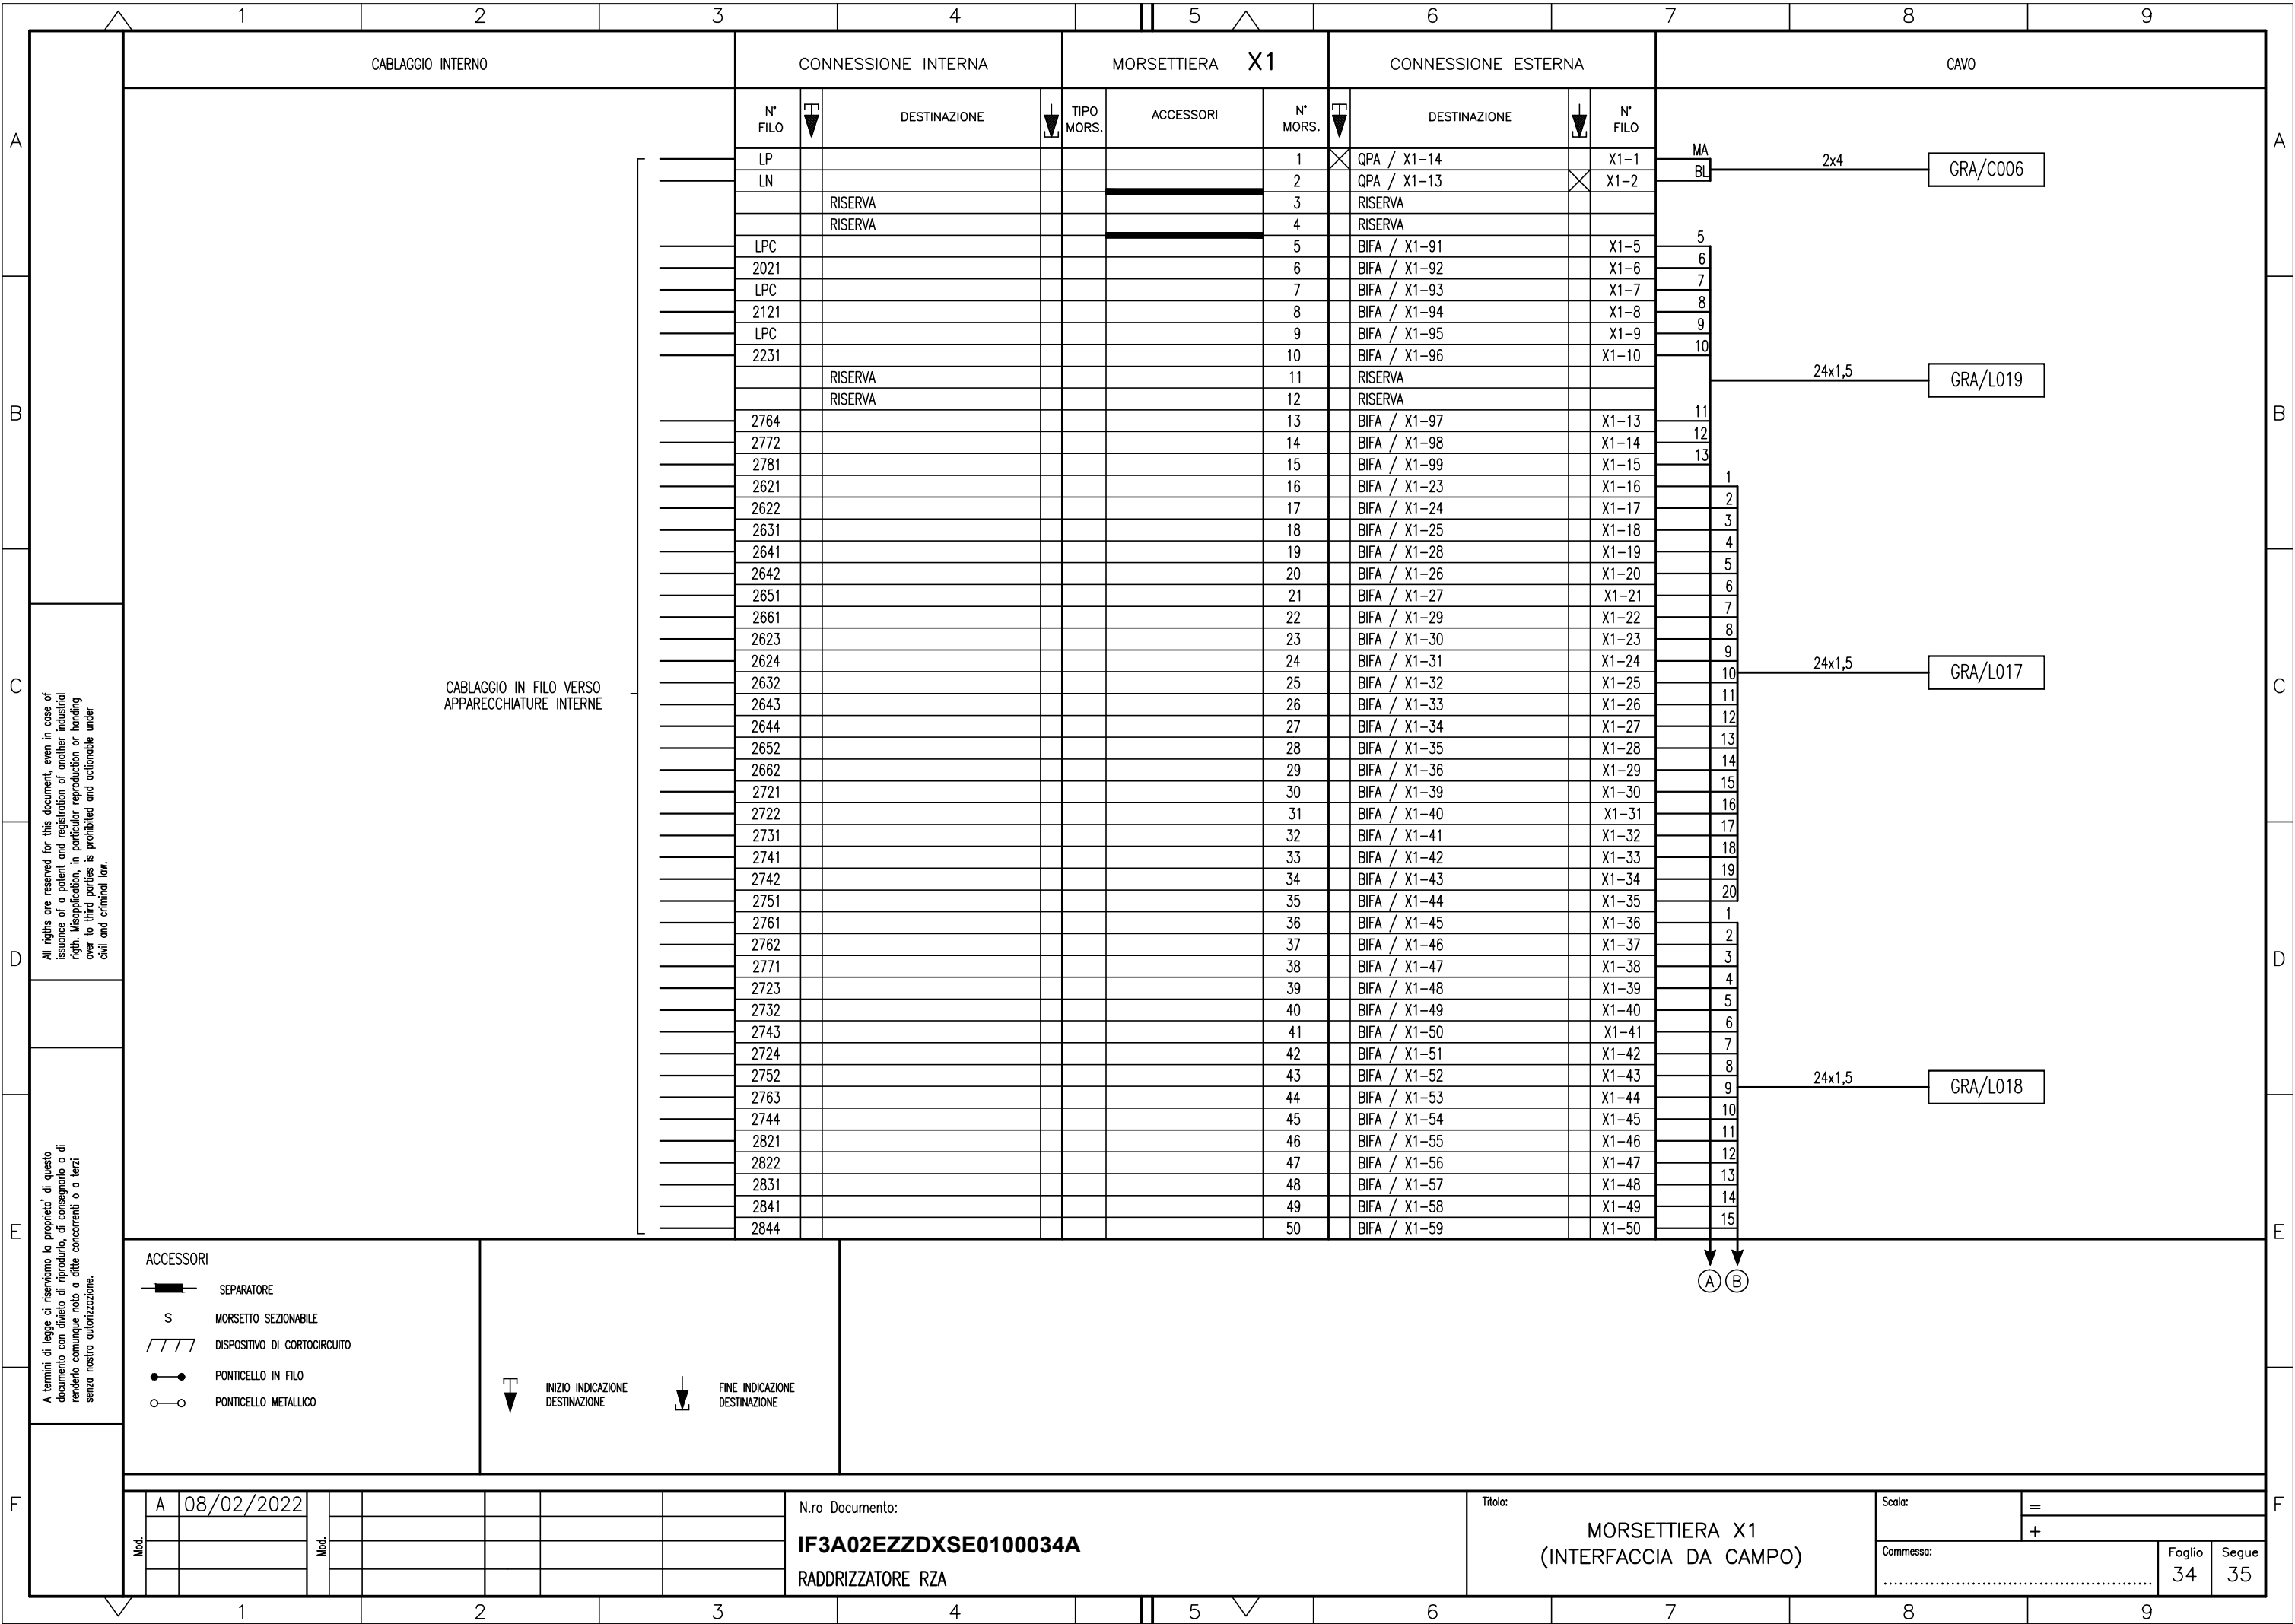 1 2 3 4 5 6 7 8 9
CABLAGGIO INTERNO CONNESSIONE INTERNA MORSETTIERA X1 CONNESSIONE ESTERNA CAVO
N° FILO DESTINAZIONE TIPO MORS. ACCESSORI N° MORS. DESTINAZIONE N° FILO
LP 1 QPA / X1-14 X1-1 MA
2x4 GRA/C006
LN 2 QPA / X1-13 X1-2 BL
RISERVA 3 RISERVA
RISERVA 4 RISERVA
LPC 5 BIFA / X1-91 X1-5 5
2021 6 BIFA / X1-92 X1-6 6
LPC 7 BIFA / X1-93 X1-7 7
2121 8 BIFA / X1-94 X1-8 8
LPC 9 BIFA / X1-95 X1-9 9
2231 10 BIFA / X1-96 X1-10 10
RISERVA 11 RISERVA 24x1,5 GRA/L019
RISERVA 12 RISERVA
2764 13 BIFA / X1-97 X1-13 11
2772 14 BIFA / X1-98 X1-14 12
2781 15 BIFA / X1-99 X1-15 13
2621 16 BIFA / X1-23 X1-16 1
2622 17 BIFA / X1-24 X1-17 2
2631 18 BIFA / X1-25 X1-18 3
2641 19 BIFA / X1-28 X1-19 4
2642 20 BIFA / X1-26 X1-20 5
2651 21 BIFA / X1-27 X1-21 6
2661 22 BIFA / X1-29 X1-22 7
2623 23 BIFA / X1-30 X1-23 8
2624 24 BIFA / X1-31 X1-24 9
24x1,5 GRA/L017
2632 25 BIFA / X1-32 X1-25 10
2643 26 BIFA / X1-33 X1-26 11
2644 27 BIFA / X1-34 X1-27 12
2652 28 BIFA / X1-35 X1-28 13
2662 29 BIFA / X1-36 X1-29 14
2721 30 BIFA / X1-39 X1-30 15
2722 31 BIFA / X1-40 X1-31 16
2731 32 BIFA / X1-41 X1-32 17
2741 33 BIFA / X1-42 X1-33 18
2742 34 BIFA / X1-43 X1-34 19
2751 35 BIFA / X1-44 X1-35 20
2761 36 BIFA / X1-45 X1-36 1
2762 37 BIFA / X1-46 X1-37 2
2771 38 BIFA / X1-47 X1-38 3
2723 39 BIFA / X1-48 X1-39 4
2732 40 BIFA / X1-49 X1-40 5
2743 41 BIFA / X1-50 X1-41 6
2724 42 BIFA / X1-51 X1-42 7
2752 43 BIFA / X1-52 X1-43 8
24x1,5 GRA/L018
2763 44 BIFA / X1-53 X1-44 9
2744 45 BIFA / X1-54 X1-45 10
2821 46 BIFA / X1-55 X1-46 11
2822 47 BIFA / X1-56 X1-47 12
2831 48 BIFA / X1-57 X1-48 13
2841 49 BIFA / X1-58 X1-49 14
2844 50 BIFA / X1-59 X1-50 15
A B
CABLAGGIO IN FILO VERSO
APPARECCHIATURE INTERNE
A A
B B
C C
D D
E E
F F
All rigths are reserved for this document, even in case of
issuance of a patent and registration of another industrial
rigth. Misapplication, in particular reproduction or handing
over to third parties is prohibited and actionable under
civil and criminal law.
A termini di legge ci riserviamo la proprieta' di questo
documento con divieto di riprodurlo, di consegnarlo o di
renderlo comunque noto a ditte concorrenti o a terzi
senza nostra autorizzazione.
ACCESSORI
SEPARATORE
S MORSETTO SEZIONABILE
DISPOSITIVO DI CORTOCIRCUITO
PONTICELLO IN FILO
PONTICELLO METALLICO
INIZIO INDICAZIONE
DESTINAZIONE
FINE INDICAZIONE
DESTINAZIONE
Mod. A 08/02/2022
Mod.
N.ro Documento:
IF3A02EZZDXSE0100034A
RADDRIZZATORE RZA
Titolo:
MORSETTIERA X1
(INTERFACCIA DA CAMPO)
Scala: =
+
Commessa:
Foglio 34
Segue 35
1 2 3 4 5 6 7 8 9